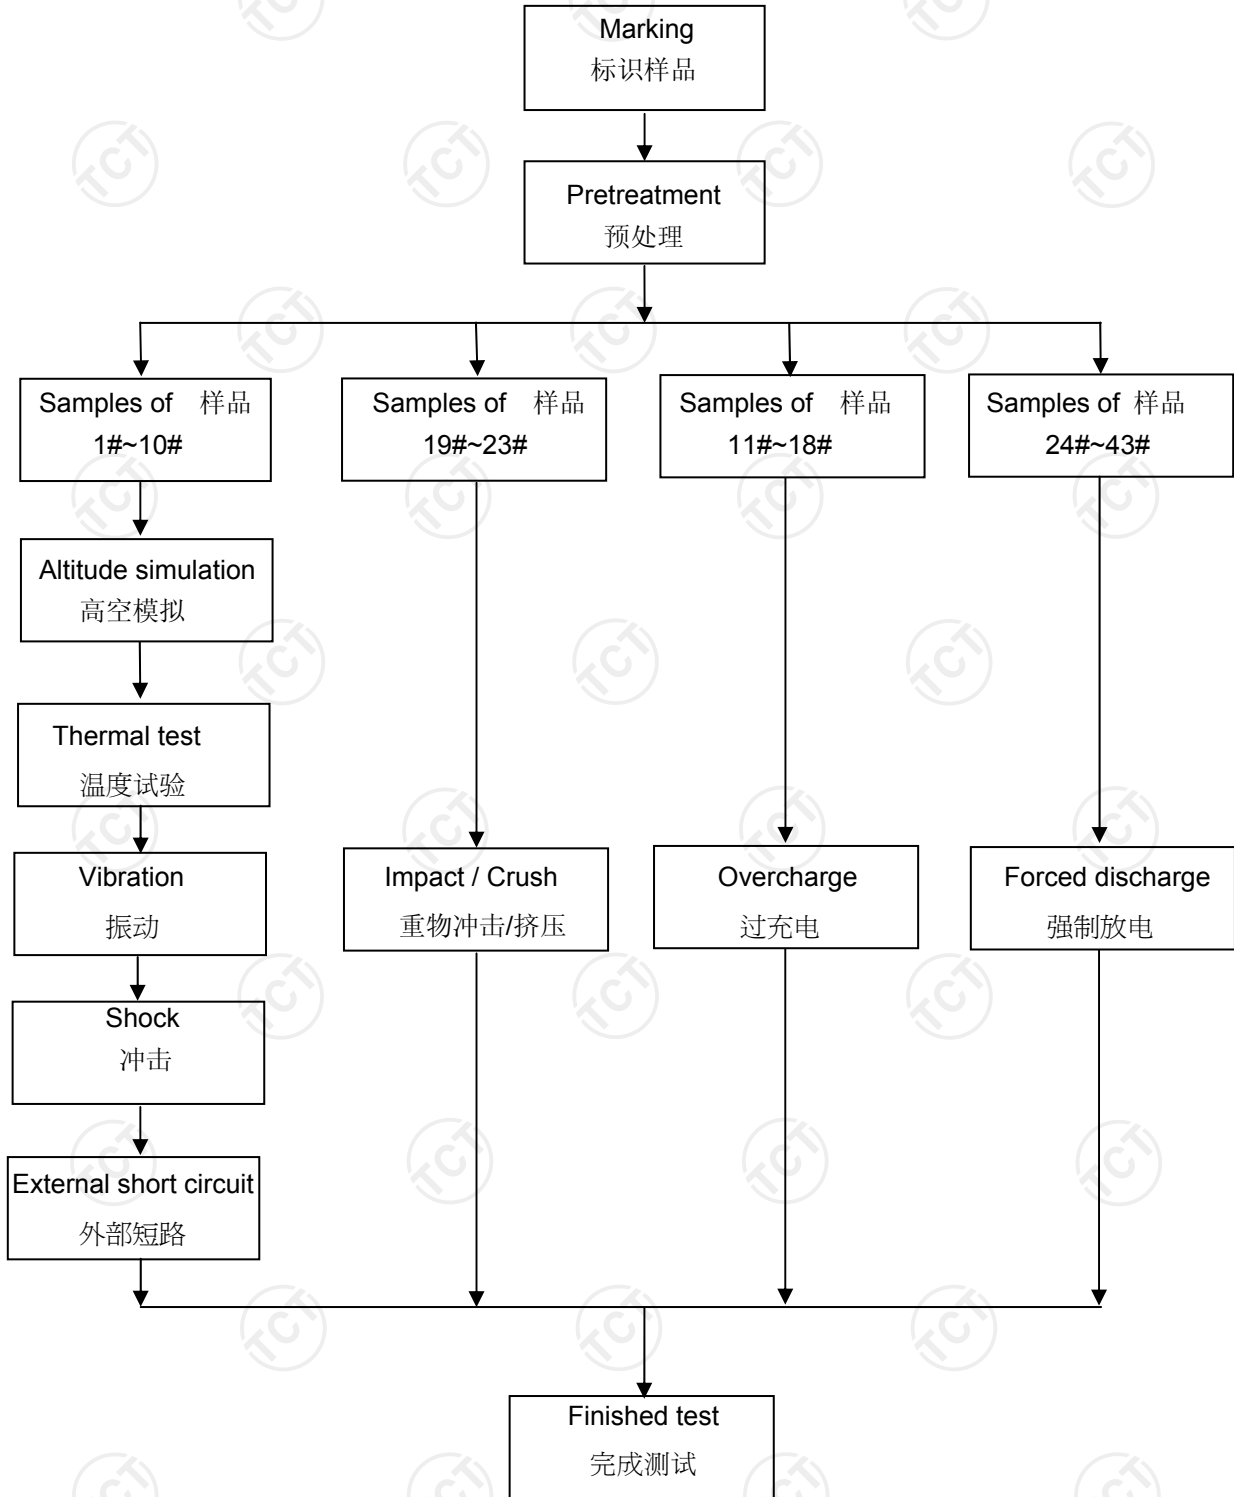 Marking
标识样品
Pretreatment
预处理
Samples of 样品
1#~10#
Samples of 样品
19#~23#
Samples of 样品
11#~18#
Samples of 样品
24#~43#
Altitude simulation
高空模拟
Thermal test
温度试验
Vibration
振动
Impact / Crush
重物冲击/挤压
Overcharge
过充电
Forced discharge
强制放电
Shock
冲击
External short circuit
外部短路
Finished test
完成测试
TCT